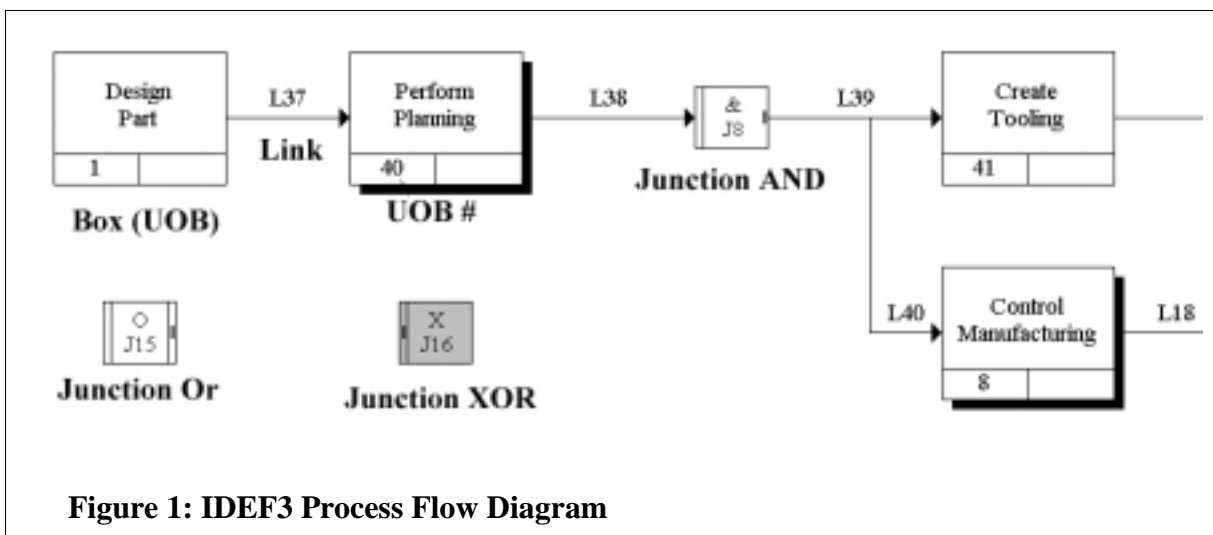 Design
Part
1
L37
Link
Perform
Planning
40
UOB #
L38
&
J8
Junction AND
L39
Create
Tooling
41
Box (UOB)
O
J15
Junction Or
X
J16
Junction XOR
L40
Control
Manufacturing
8
L18
Figure 1: IDEF3 Process Flow Diagram